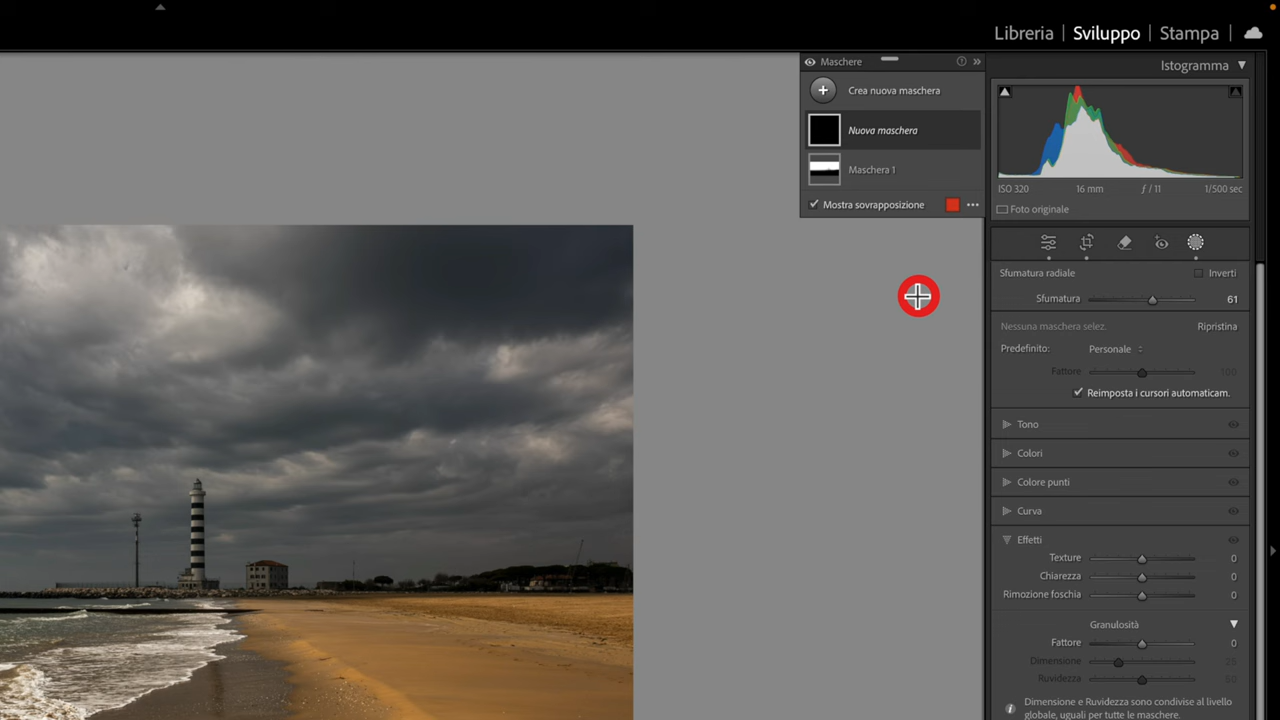 Libreria | Sviluppo | Stampa |
Maschere
Crea nuova maschera
Nuova maschera
Maschera 1
Mostra sovrapposizione
Istogramma
ISO 320 16 mm ƒ / 11 1/500 sec
Foto originale
Sfumatura radiale Inverti
Sfumatura 61
Nessuna maschera selez. Ripristina
Predefinito: Personale
Fattore 100
Reimposta i cursori automaticam.
Tono
Colori
Colore punti
Curva
Effetti
Texture 0
Chiarezza 0
Rimozione foschia 0
Granulosità
Fattore 0
Dimensione 25
Ruvidezza 50
Dimensione e Ruvidezza sono condivise al livello
globale, uguali per tutte le maschere.